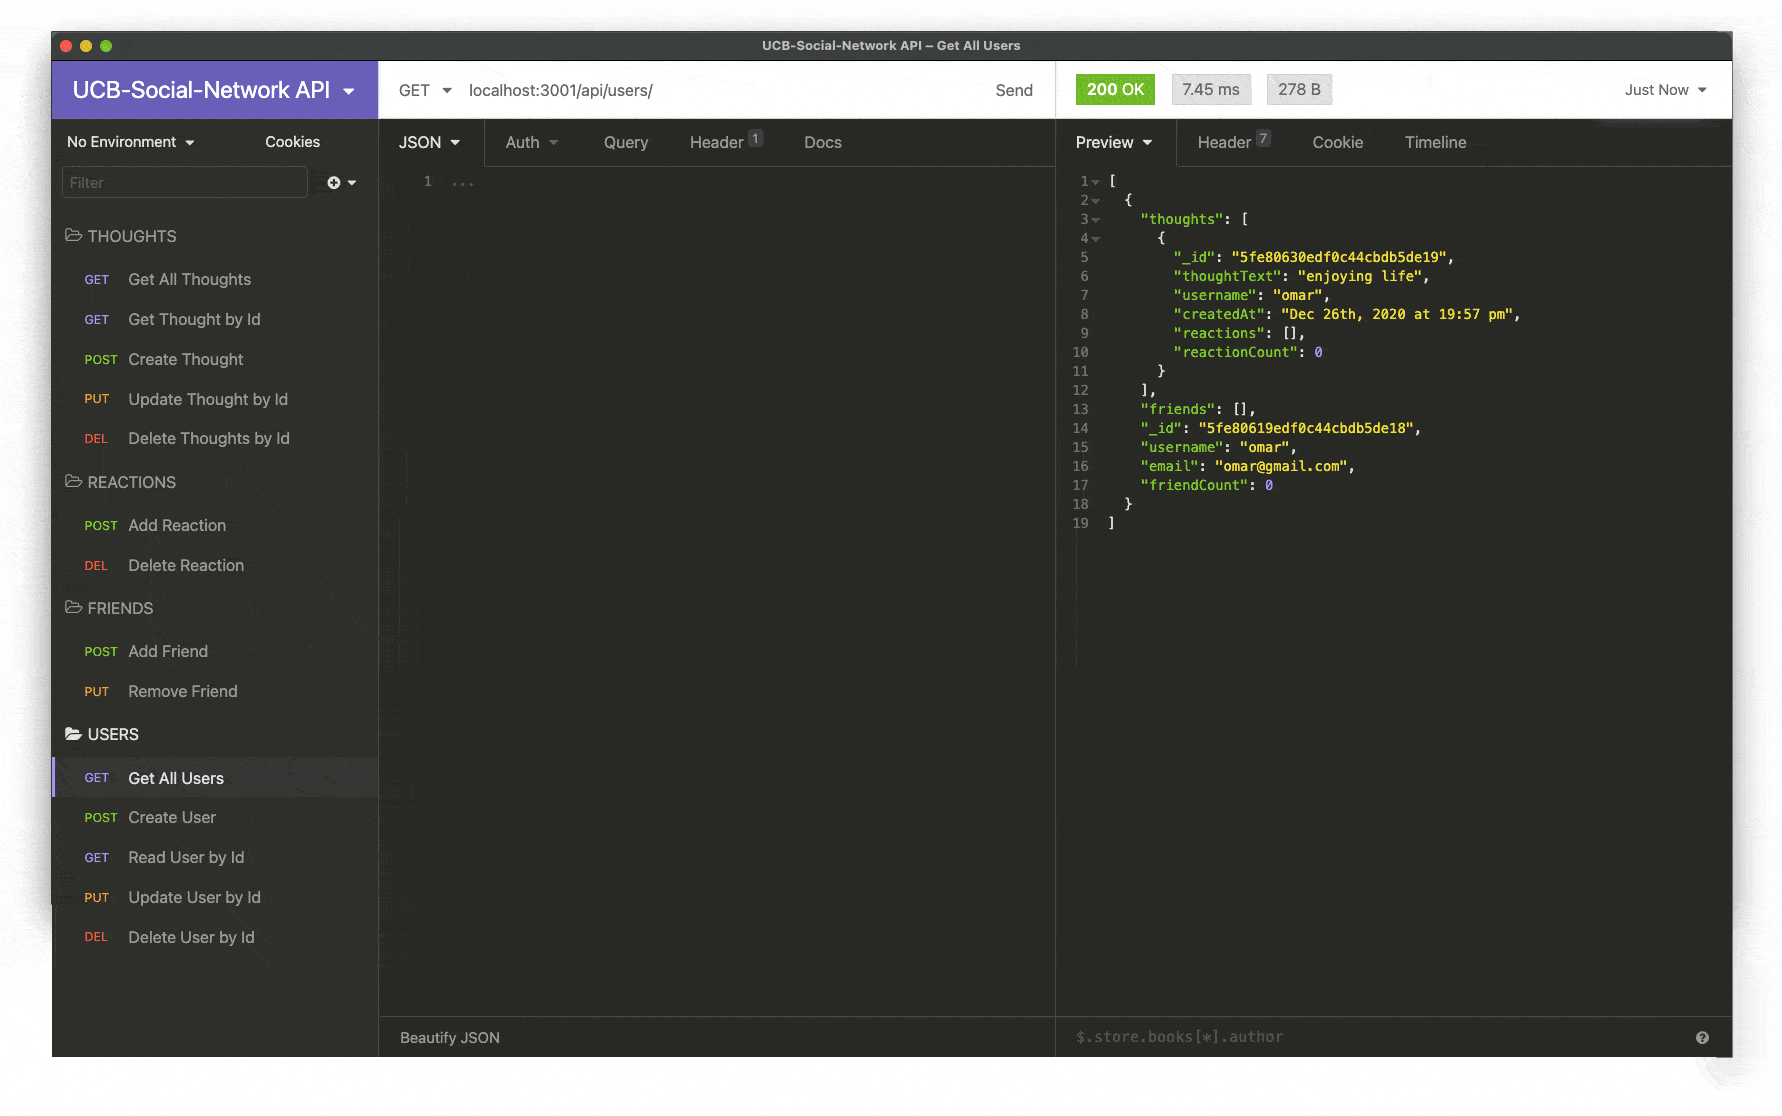 UCB-Social-Network API – Get All Users
UCB-Social-Network API
GET localhost:3001/api/users/ Send
200 OK 7.45 ms 278 B Just Now
No Environment Cookies
JSON Auth Query Header 1 Docs
Preview Header 7 Cookie Timeline
Filter
THOUGHTS
GET Get All Thoughts
GET Get Thought by Id
POST Create Thought
PUT Update Thought by Id
DEL Delete Thoughts by Id
REACTIONS
POST Add Reaction
DEL Delete Reaction
FRIENDS
POST Add Friend
PUT Remove Friend
USERS
GET Get All Users
POST Create User
GET Read User by Id
PUT Update User by Id
DEL Delete User by Id
1 ...
Beautify JSON
1 [
2 {
3 "thoughts": [
4 {
5 "_id": "5fe80630edf0c44cbdb5de19",
6 "thoughtText": "enjoying life",
7 "username": "omar",
8 "createdAt": "Dec 26th, 2020 at 19:57 pm",
9 "reactions": [],
10 "reactionCount": 0
11 }
12 ],
13 "friends": [],
14 "_id": "5fe80619edf0c44cbdb5de18",
15 "username": "omar",
16 "email": "omar@gmail.com",
17 "friendCount": 0
18 }
19 ]
$.store.books[*].author